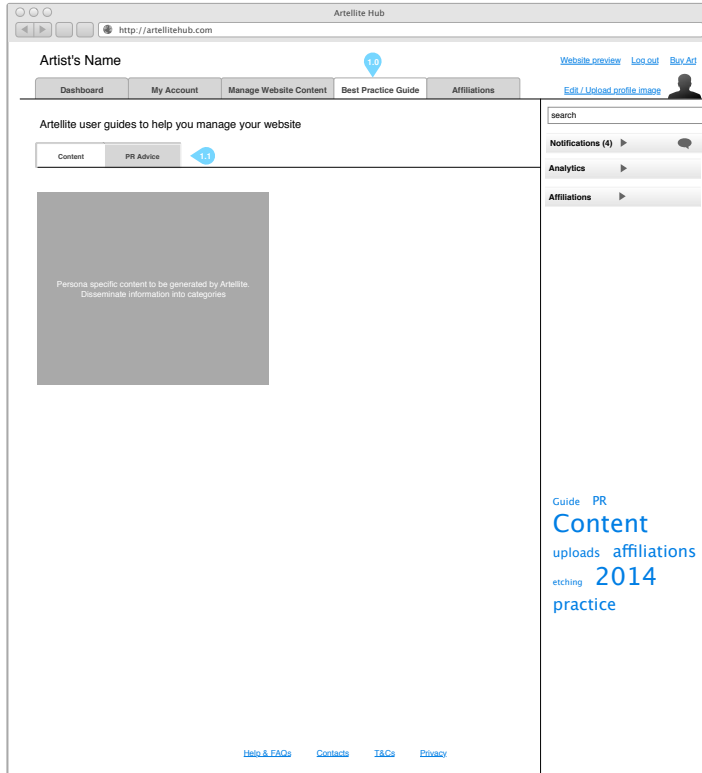 Artellite Hub
http://artellitehub.com
Artist's Name
1.0
Website preview Log out Buy Art
Dashboard My Account Manage Website Content Best Practice Guide Affiliations
Edit / Upload profile image
Artellite user guides to help you manage your website
search
Content PR Advice 1.1
Notifications (4)
Analytics
Affiliations
Persona specific content to be generated by Artellite.
Disseminate information into categories
Guide PR
Content
uploads affiliations
etching 2014
practice
Help & FAQs Contacts T&Cs Privacy